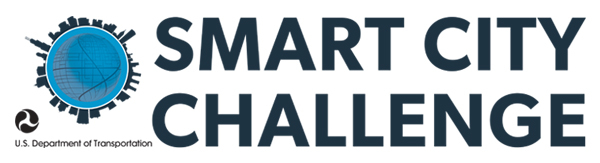 SMART CITY
CHALLENGE
U.S. Department of Transportation